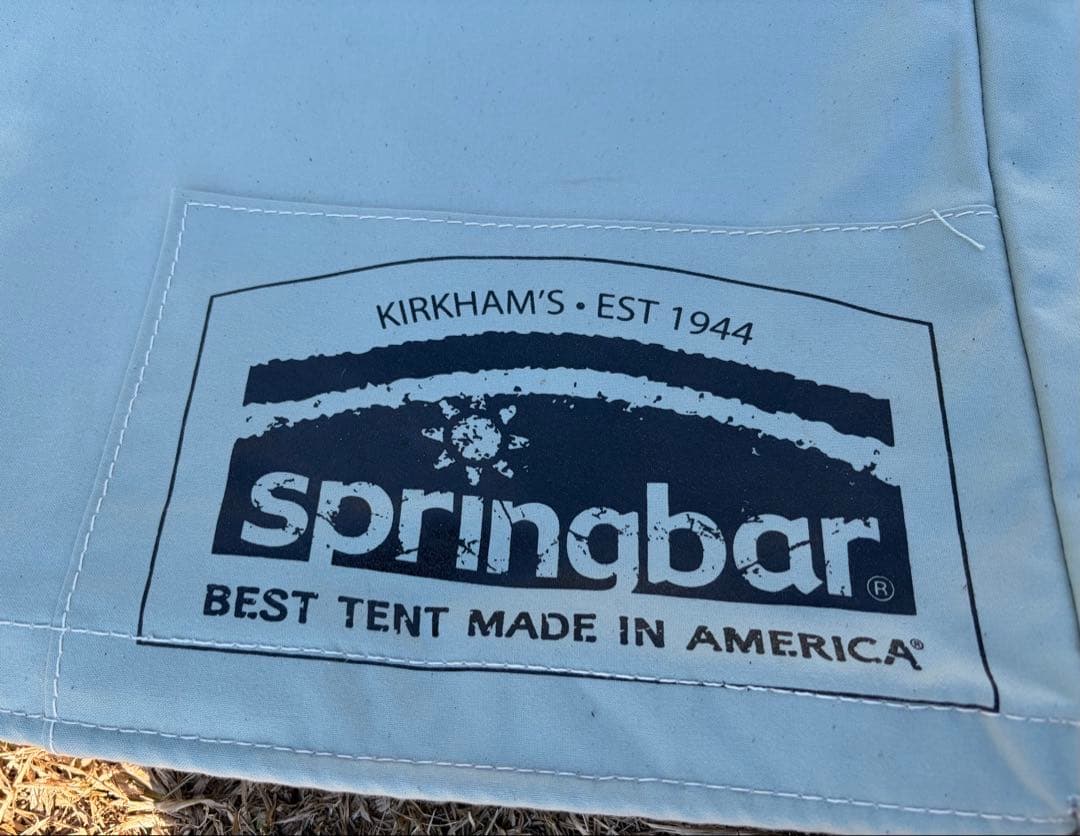 KIRKHAM'S • EST 1944
springbar®
BEST TENT MADE IN AMERICA®